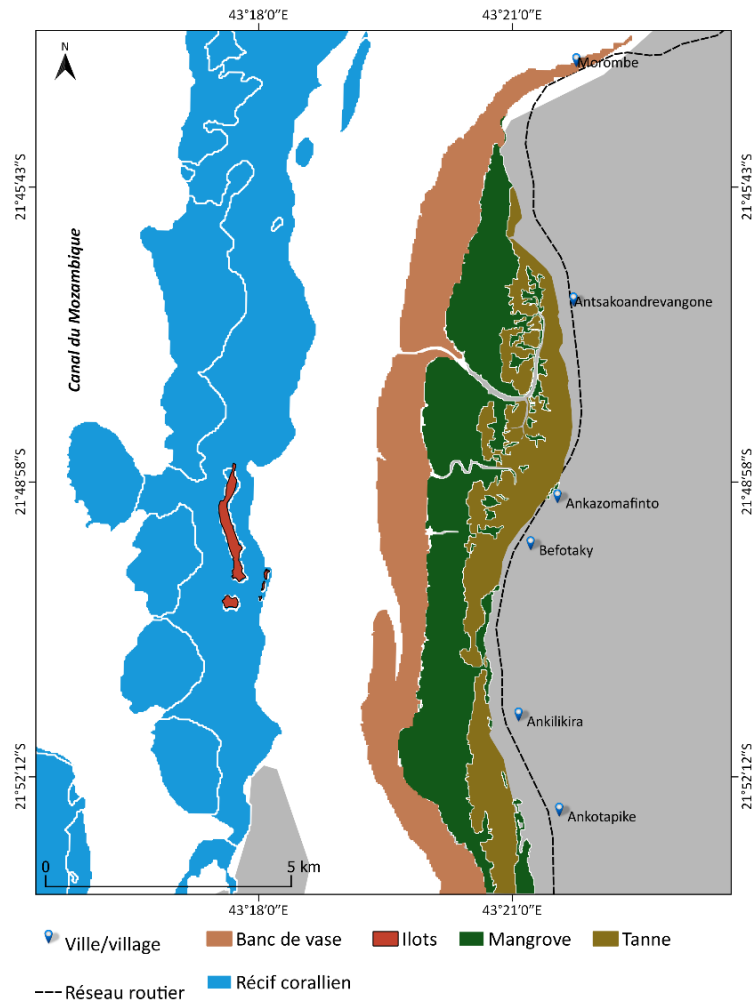 43°18′0″E 43°21′0″E
N
Morombe
21°45′43″S 21°45′43″S
Canal du Mozambique
Antsakoandrevangone
21°48′58″S 21°48′58″S
Ankazomafinto
Befotaky
Ankilikira
21°52′12″S 21°52′12″S
Ankotapike
0 5 km
43°18′0″E 43°21′0″E
Ville/village Banc de vase Ilots Mangrove Tanne
Réseau routier Récif corallien